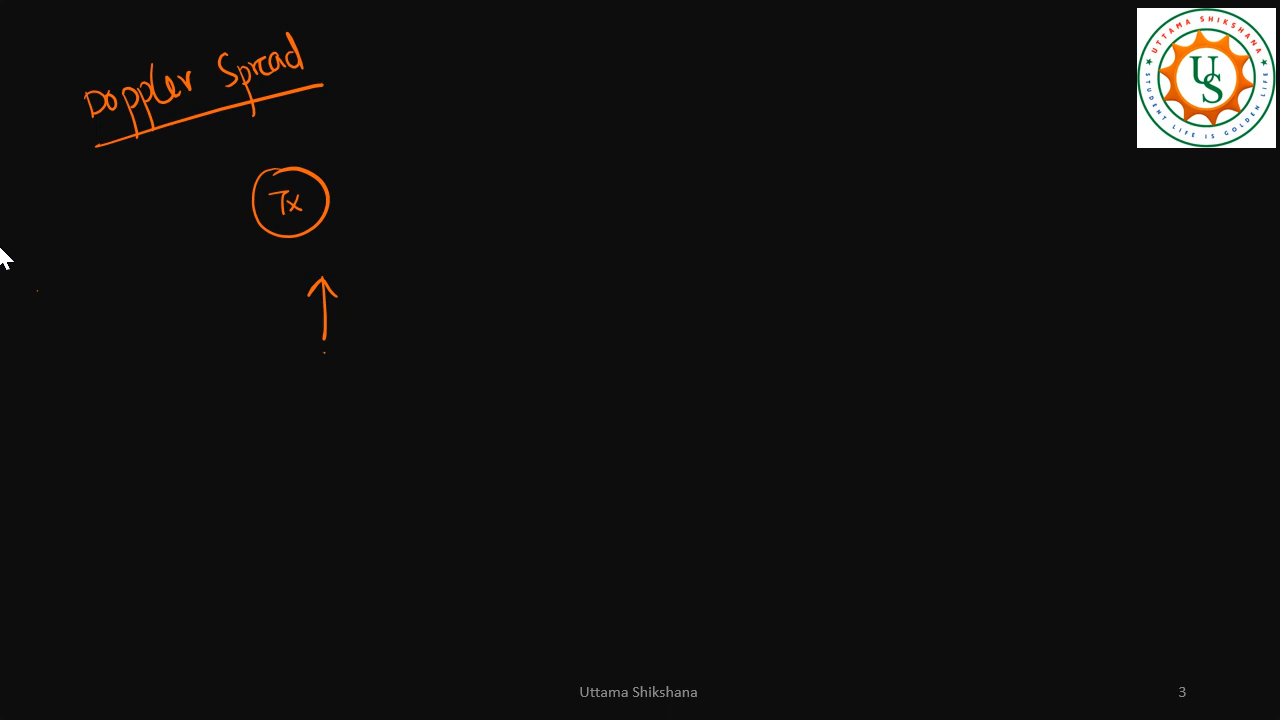 Doppler Spread
Tx
UTTAMA SHIKSHANA
US
STUDENT LIFE IS GOLDEN LIFE
Uttama Shikshana
3